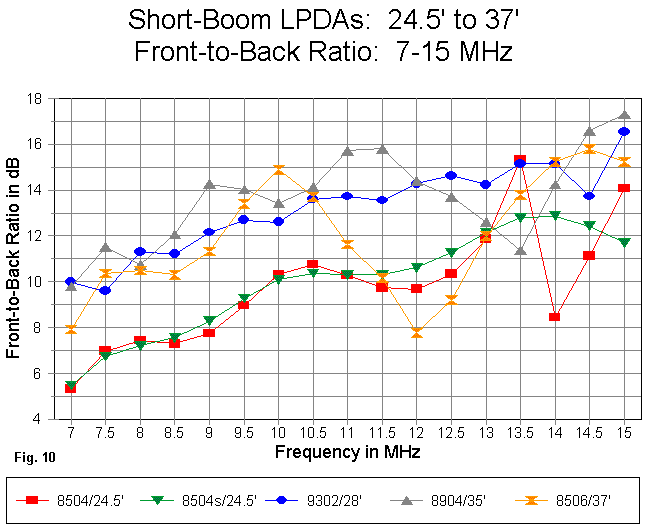 Short-Boom LPDAs:  24.5' to 37'
Front-to-Back Ratio:  7-15 MHz
Front-to-Back Ratio in dB
18
16
14
12
10
8
6
4
7 7.5 8 8.5 9 9.5 10 10.5 11 11.5 12 12.5 13 13.5 14 14.5 15
Frequency in MHz
Fig. 10
8504/24.5' 8504s/24.5' 9302/28' 8904/35' 8506/37'